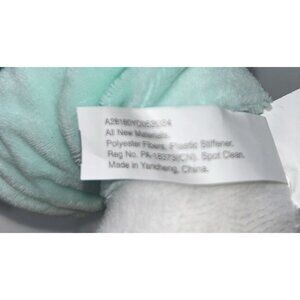 All New Materials
Polyester Fibers, Plastic Stiffener.
Reg No. PA-18373(CN). Spot Clean.
Made in Yancheng, China.